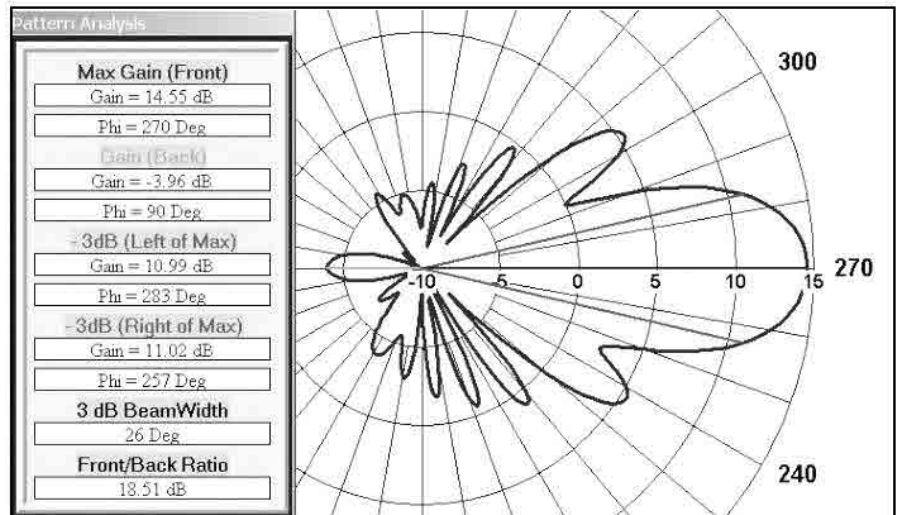 Pattern Analysis
Max Gain (Front)
Gain = 14.55 dB
Phi = 270 Deg
Gain (Back)
Gain = -3.96 dB
Phi = 90 Deg
- 3dB (Left of Max)
Gain = 10.99 dB
Phi = 283 Deg
- 3dB (Right of Max)
Gain = 11.02 dB
Phi = 257 Deg
3 dB BeamWidth
26 Deg
Front/Back Ratio
18.51 dB
300
270
-10 5 0 5 10 15
240